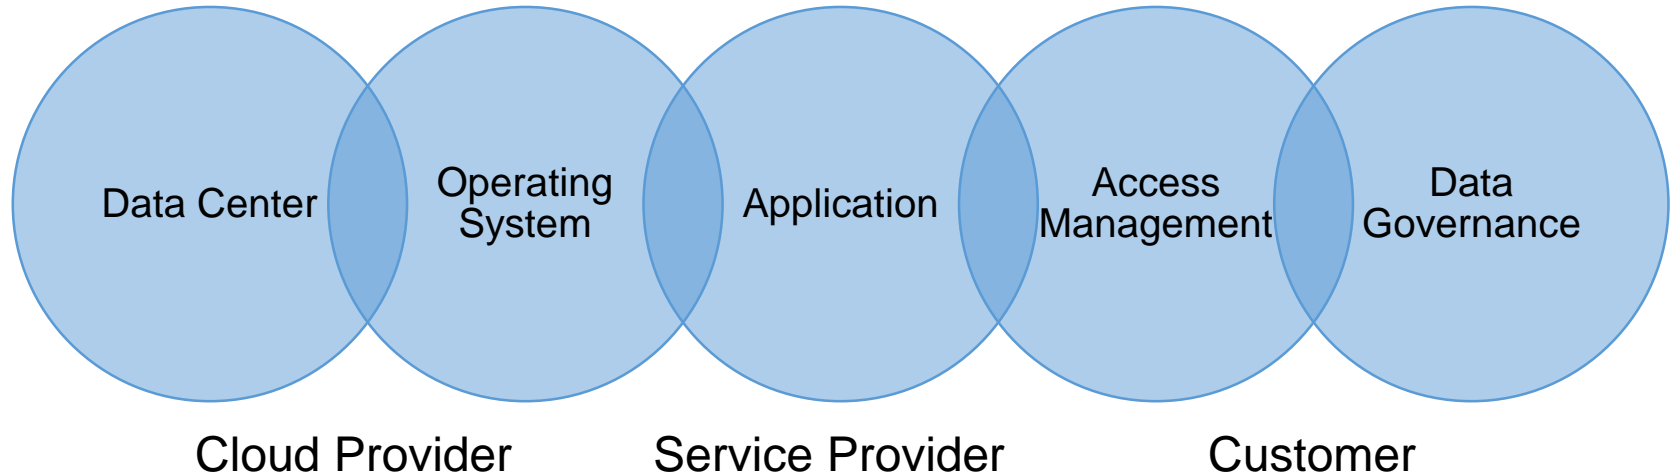 Data Center
Operating
System
Application
Access
Management
Data
Governance
Cloud Provider
Service Provider
Customer